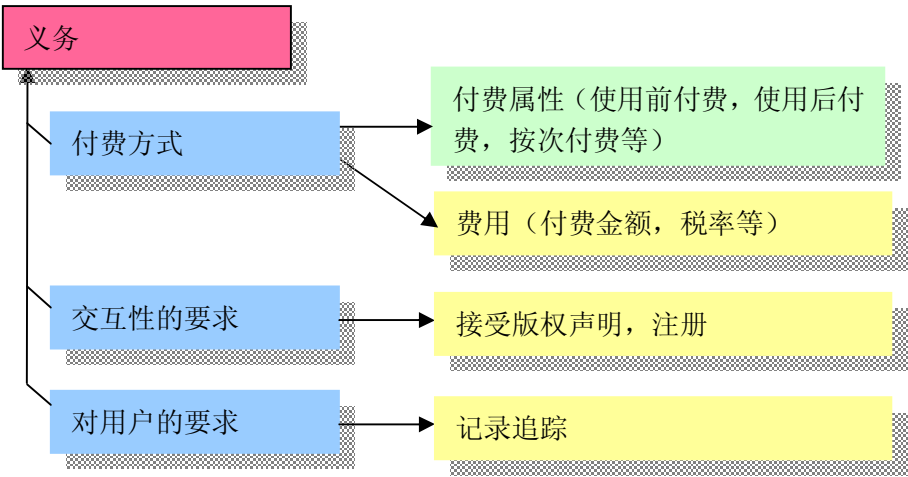 义务
付费方式
付费属性（使用前付费，使用后付
费，按次付费等）
费用（付费金额，税率等）
交互性的要求
接受版权声明，注册
对用户的要求
记录追踪